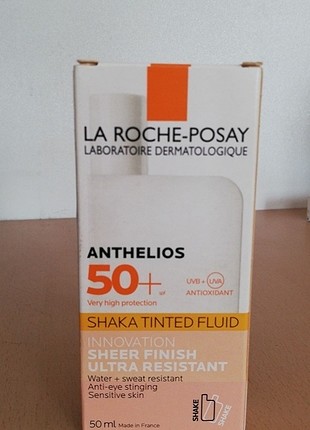 LA ROCHE-POSAY
LABORATOIRE DERMATOLOGIQUE
ANTHELIOS
50+
Very high protection
UVB + UVA
ANTIOXIDANT
SHAKA TINTED FLUID
INNOVATION
SHEER FINISH
ULTRA RESISTANT
Water + sweat resistant
Anti-eye stinging
Sensitive skin
50 ml Made in France
SHAKE
SHAKE